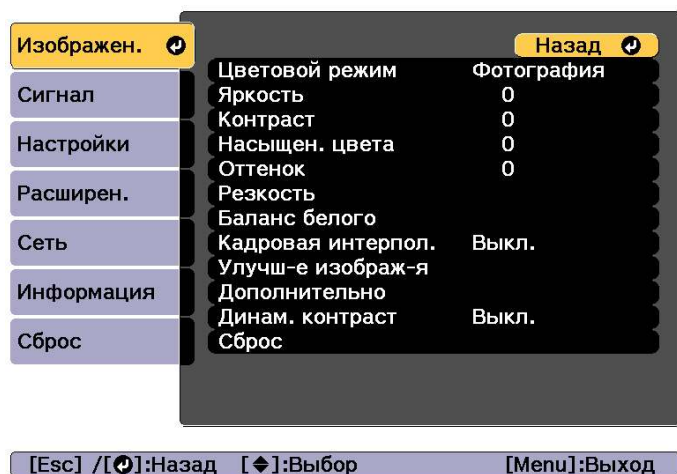 Изображен.
Назад
Цветовой режим Фотография
Сигнал
Яркость 0
Контраст 0
Настройки
Насыщен. цвета 0
Оттенок 0
Расширен.
Резкость
Баланс белого
Сеть
Кадровая интерпол. Выкл.
Улучш-е изображ-я
Информация
Дополнительно
Динам. контраст Выкл.
Сброс
Сброс
[Esc] /[ ]:Назад [ ]:Выбор [Menu]:Выход